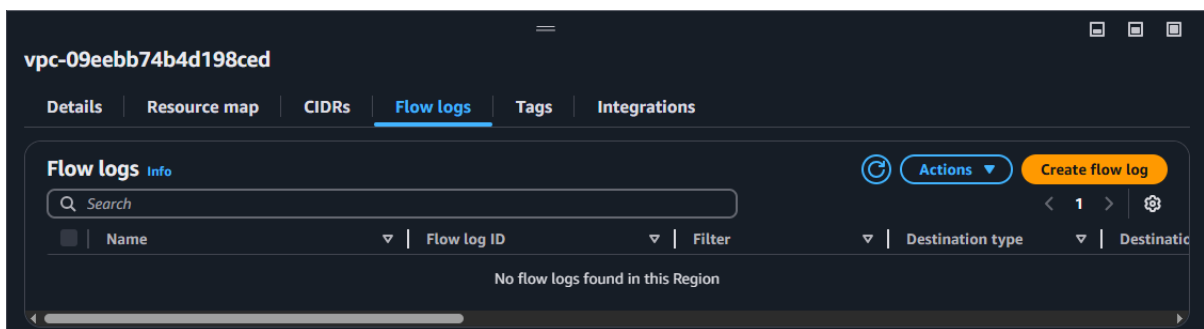 vpc-09eebb74b4d198ced
Details Resource map CIDRs Flow logs Tags Integrations
Flow logs Info Actions Create flow log
Search
1
Name Flow log ID Filter Destination type Destinatio
No flow logs found in this Region